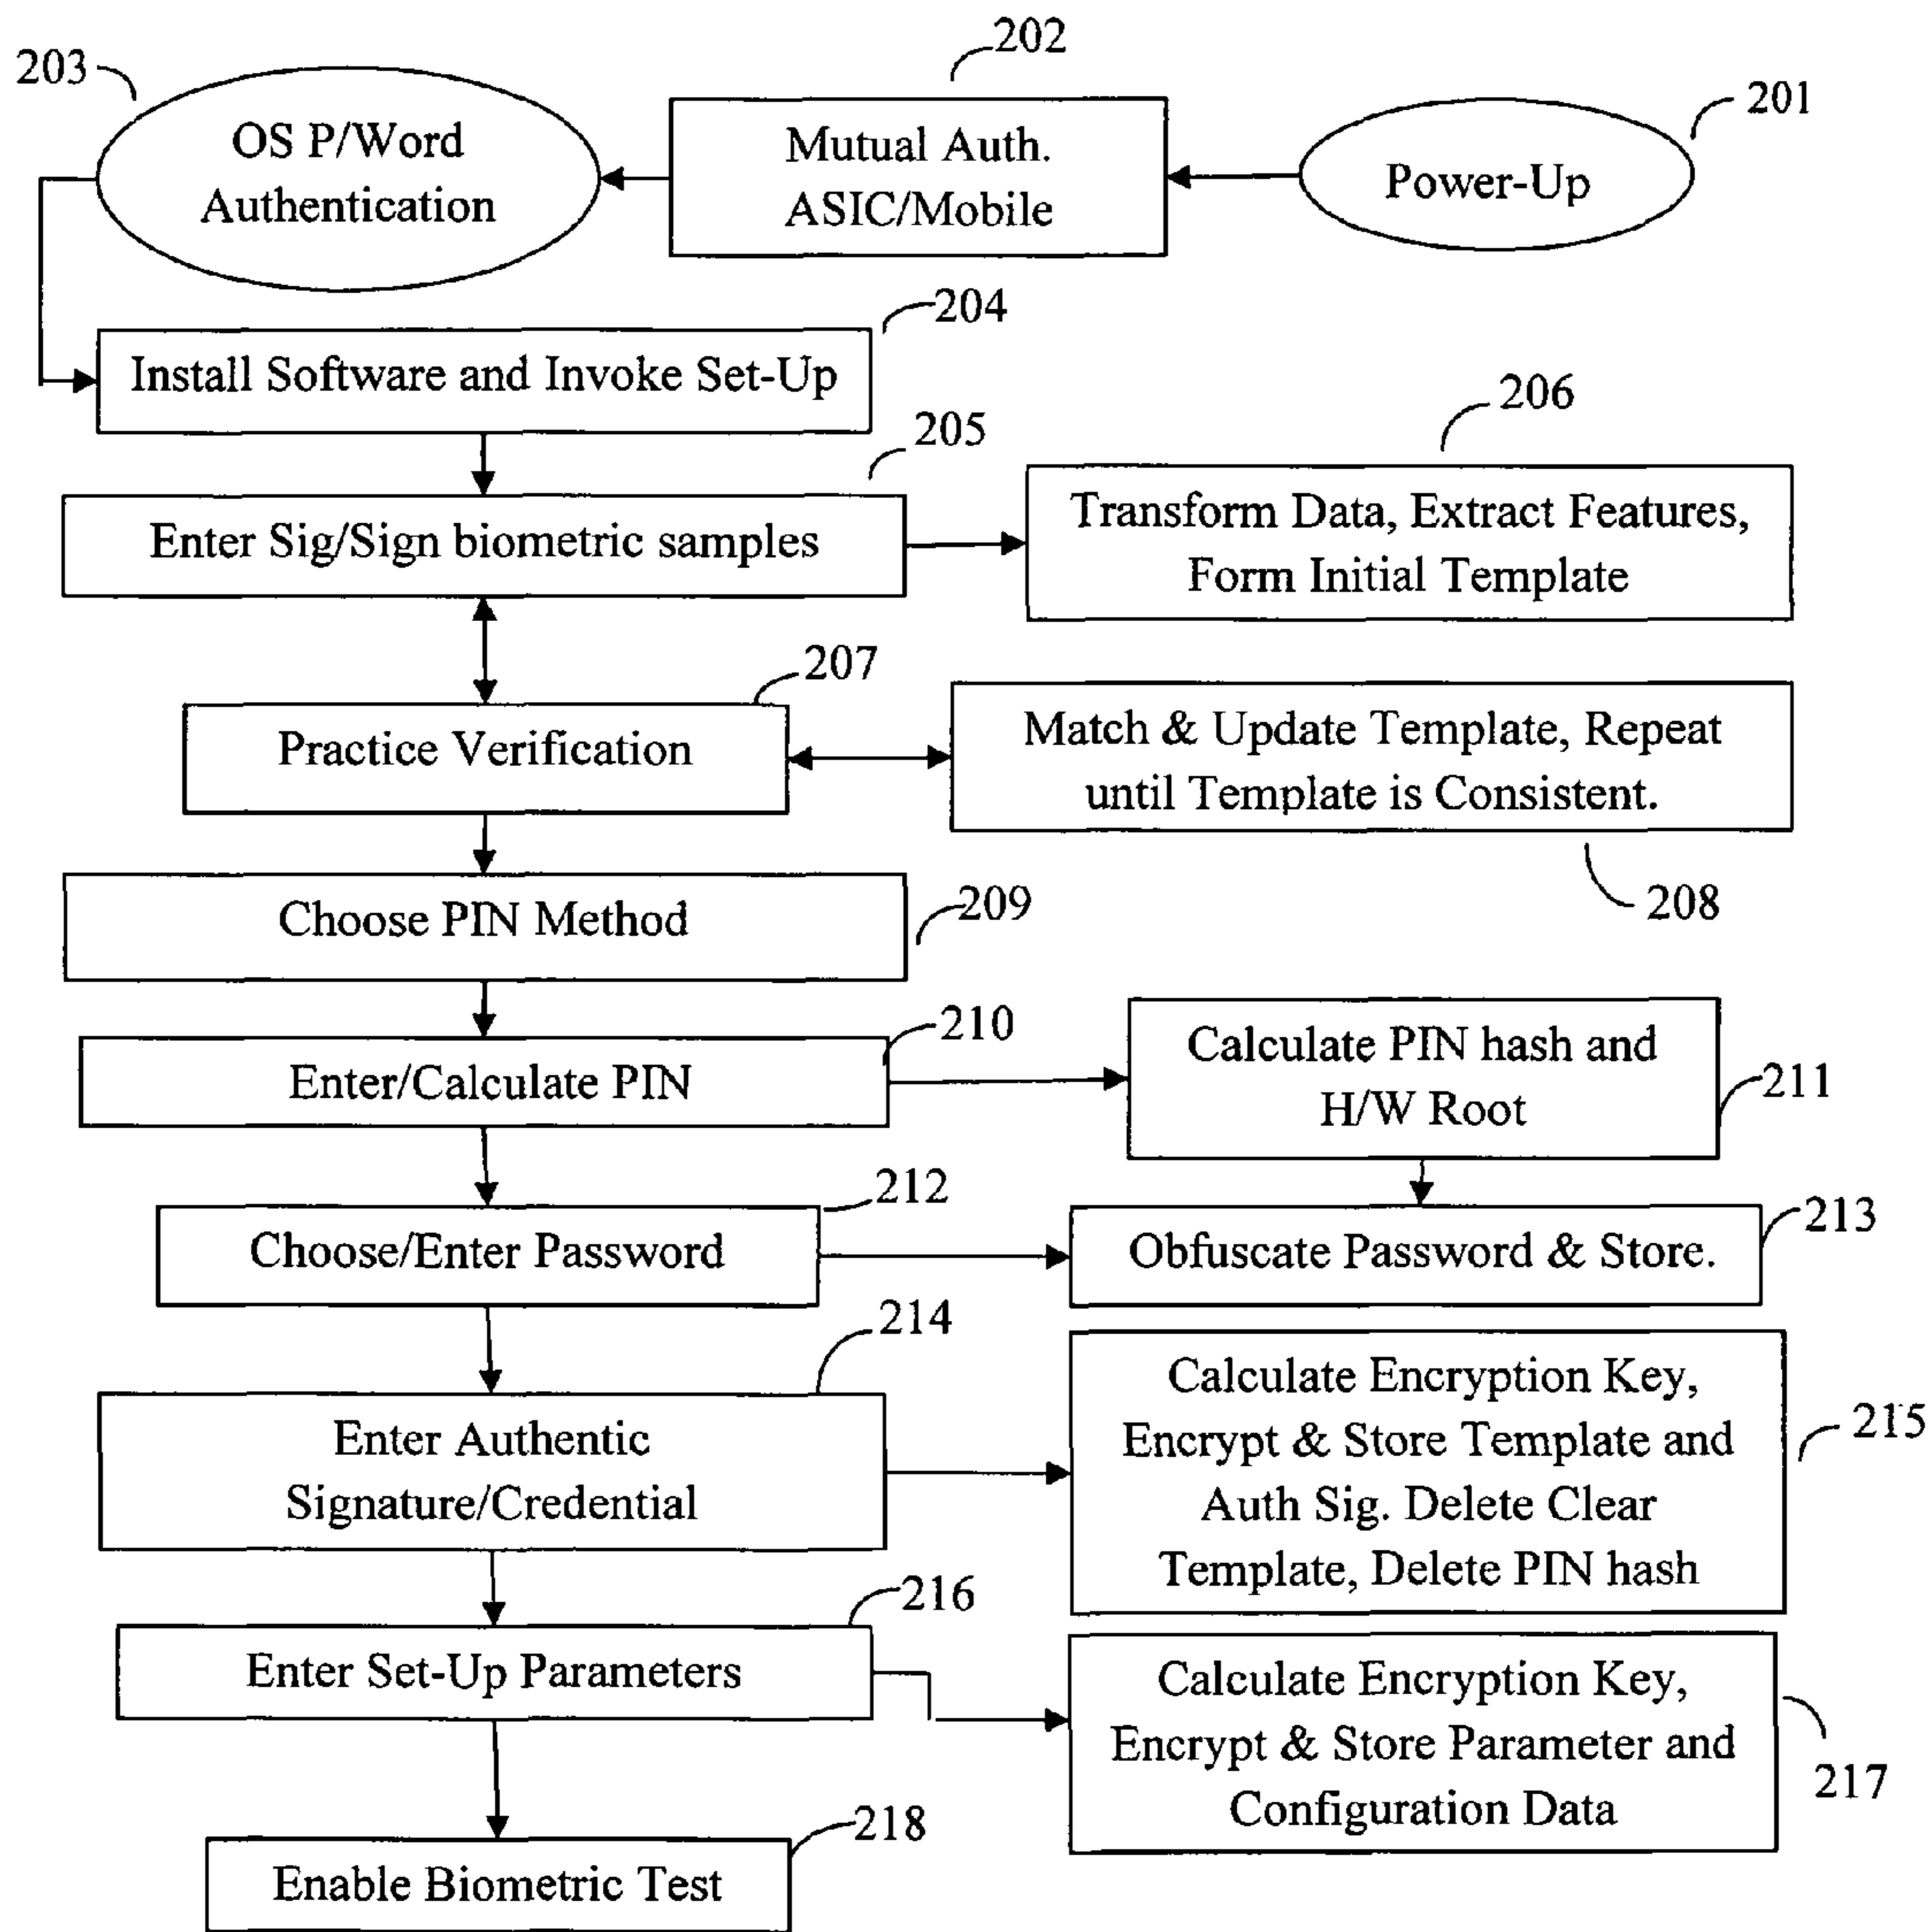 203
202
201
OS P/Word
Authentication
Mutual Auth.
ASIC/Mobile
Power-Up
204
Install Software and Invoke Set-Up
205
206
Enter Sig/Sign biometric samples
Transform Data, Extract Features,
Form Initial Template
207
Practice Verification
Match & Update Template, Repeat
until Template is Consistent.
208
Choose PIN Method
209
210
Enter/Calculate PIN
Calculate PIN hash and
H/W Root
211
212
Choose/Enter Password
213
Obfuscate Password & Store.
214
Enter Authentic
Signature/Credential
Calculate Encryption Key,
Encrypt & Store Template and
Auth Sig. Delete Clear
Template, Delete PIN hash
215
216
Enter Set-Up Parameters
Calculate Encryption Key,
Encrypt & Store Parameter and
Configuration Data
217
218
Enable Biometric Test